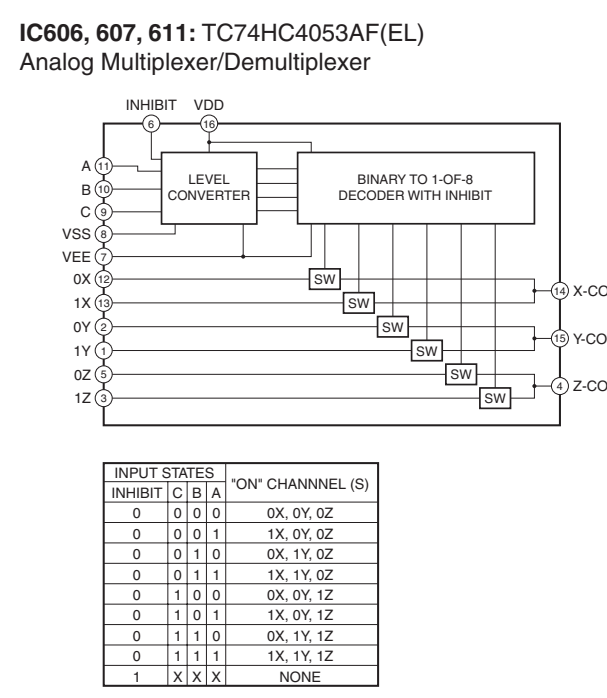 IC606, 607, 611: TC74HC4053AF(EL)
Analog Multiplexer/Demultiplexer
INHIBIT VDD
6 16
A 11
B 10
C 9
VSS 8
VEE 7
0X 12
1X 13
0Y 2
1Y 1
0Z 5
1Z 3
LEVEL
CONVERTER
BINARY TO 1-OF-8
DECODER WITH INHIBIT
SW
SW
SW
SW
SW
SW
14 X-CO
15 Y-CO
4 Z-CO
INPUT STATES "ON" CHANNNEL (S)
INHIBIT C B A
0 0 0 0 0X, 0Y, 0Z
0 0 0 1 1X, 0Y, 0Z
0 0 1 0 0X, 1Y, 0Z
0 0 1 1 1X, 1Y, 0Z
0 1 0 0 0X, 0Y, 1Z
0 1 0 1 1X, 0Y, 1Z
0 1 1 0 0X, 1Y, 1Z
0 1 1 1 1X, 1Y, 1Z
1 X X X NONE